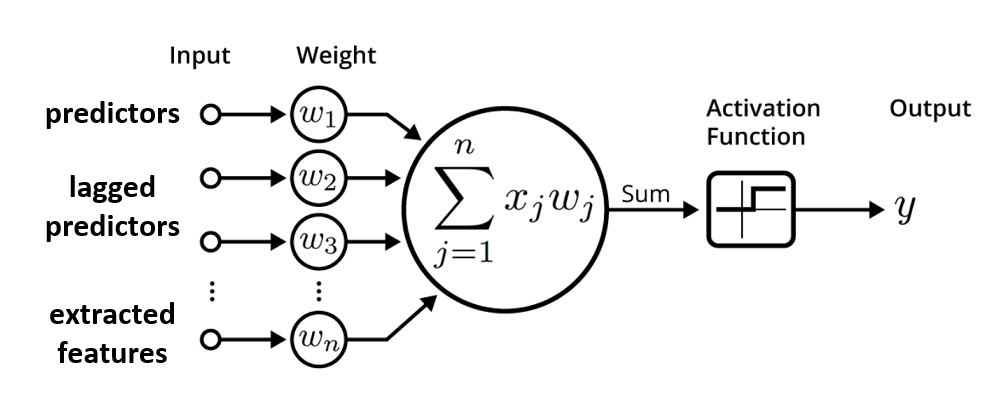 Input
Weight
predictors
w₁
lagged
predictors
w₂
w₃
⋮
⋮
extracted
features
wₙ
n
∑ xⱼwⱼ
j=1
Sum
Activation
Function
Output
y